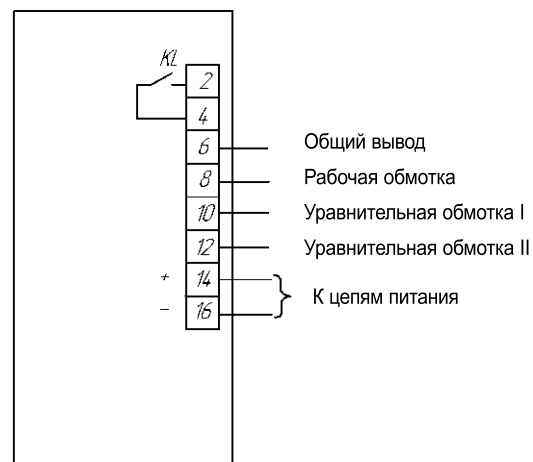 KL
2
4
6 Общий вывод
8 Рабочая обмотка
10 Уравнительная обмотка I
12 Уравнительная обмотка II
+ 14
К цепям питания
− 16